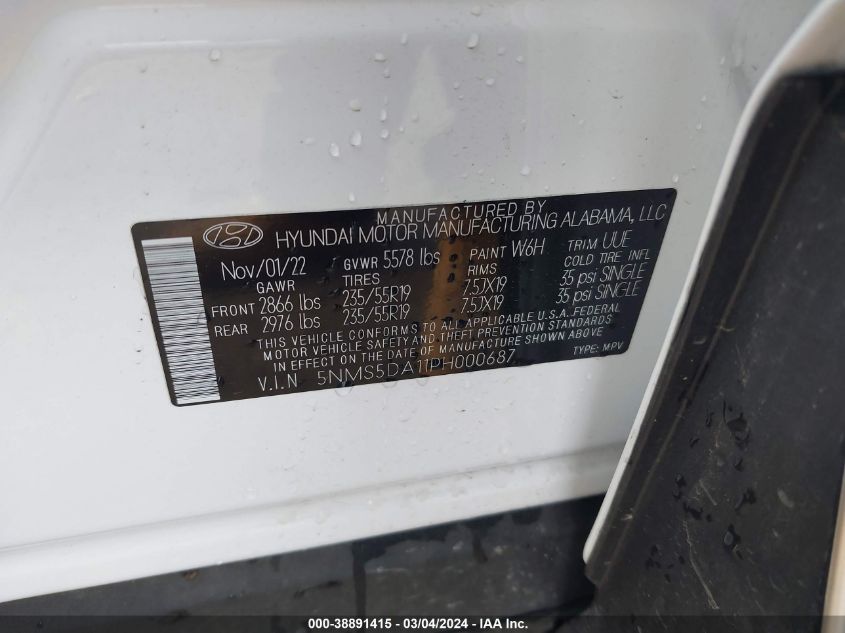 MANUFACTURED BY
HYUNDAI MOTOR MANUFACTURING ALABAMA, LLC
Nov/01/22 GVWR 5578 lbs PAINT W6H TRIM UUE
GAWR TIRES RIMS COLD TIRE INFL
FRONT 2866 lbs 235/55R19 7.5JX19 35 psi SINGLE
REAR 2976 lbs 235/55R19 7.5JX19 35 psi SINGLE
THIS VEHICLE CONFORMS TO ALL APPLICABLE U.S.A. FEDERAL
MOTOR VEHICLE SAFETY AND THEFT PREVENTION STANDARDS
IN EFFECT ON THE DATE OF MANUFACTURE SHOWN ABOVE.
V.I.N 5NMS5DA11PH000687 TYPE: MPV
000-38891415 - 03/04/2024 - IAA Inc.